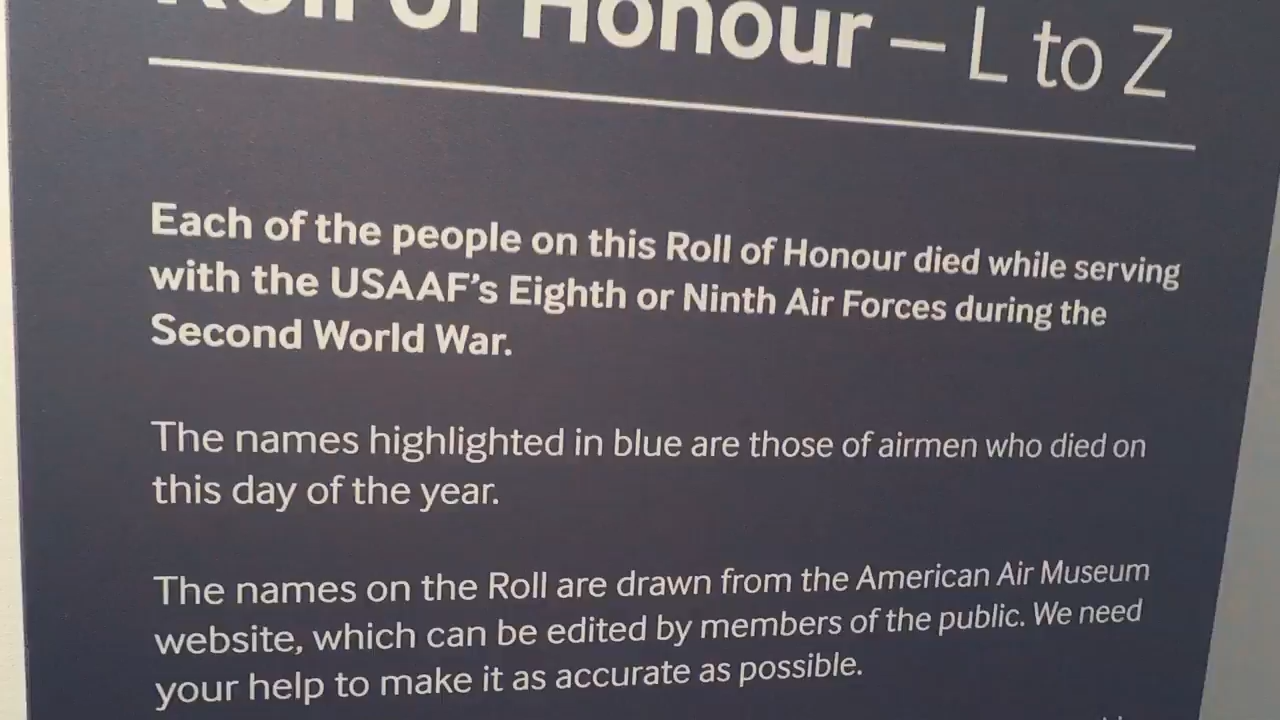 Roll of Honour – L to Z
Each of the people on this Roll of Honour died while serving
with the USAAF's Eighth or Ninth Air Forces during the
Second World War.
The names highlighted in blue are those of airmen who died on
this day of the year.
The names on the Roll are drawn from the American Air Museum
website, which can be edited by members of the public. We need
your help to make it as accurate as possible.